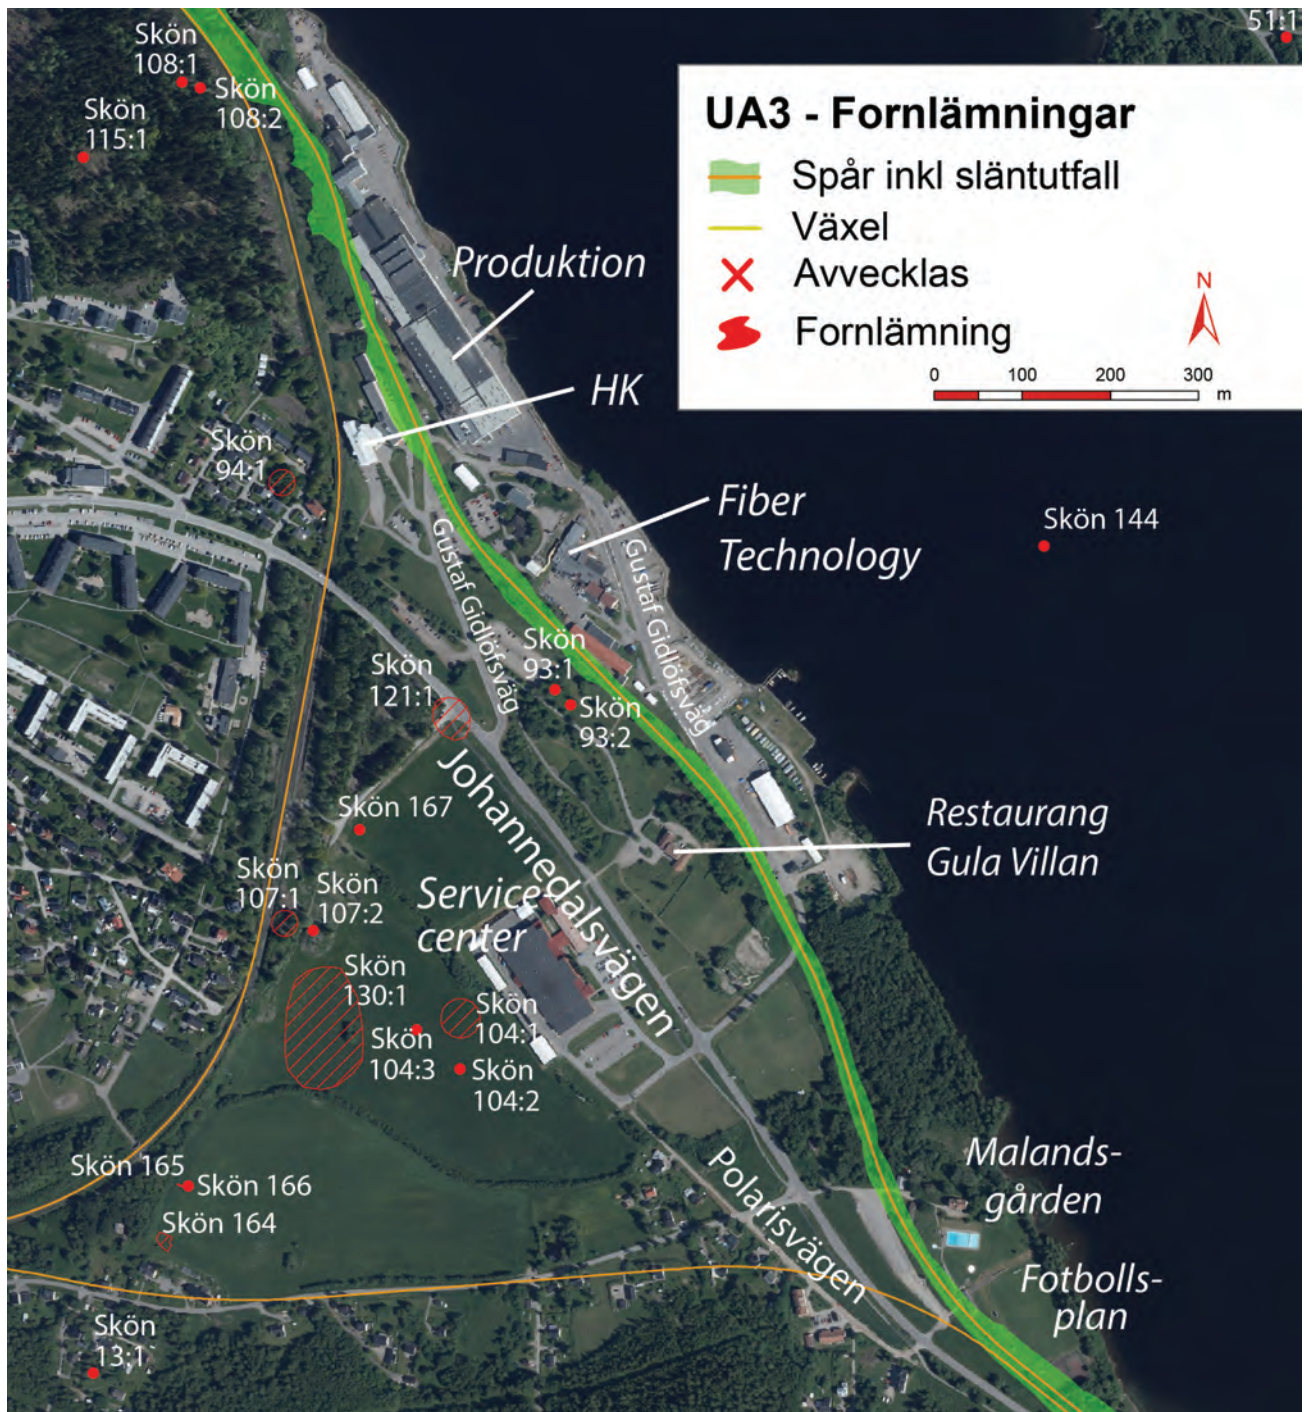 51:1
Skön
108:1
Skön
108:2
Skön
115:1
UA3 - Fornlämningar
Spår inkl släntutfall
Växel
Avvecklas
Fornlämning
N
0 100 200 300 m
Produktion
HK
Skön
94:1
Fiber
Technology
Skön 144
Gustaf Gidlöfsväg
Gustaf Gidlöfsväg
Skön
93:1
Skön
93:2
Skön
121:1
Johannedalsvägen
Skön 167
Restaurang
Gula Villan
Skön
107:1
Skön
107:2
Service
center
Skön
130:1
Skön
104:1
Skön
104:3
Skön
104:2
Skön 165
Skön 166
Skön 164
Polarisvägen
Malands-
gården
Fotbolls-
plan
Skön
13:1